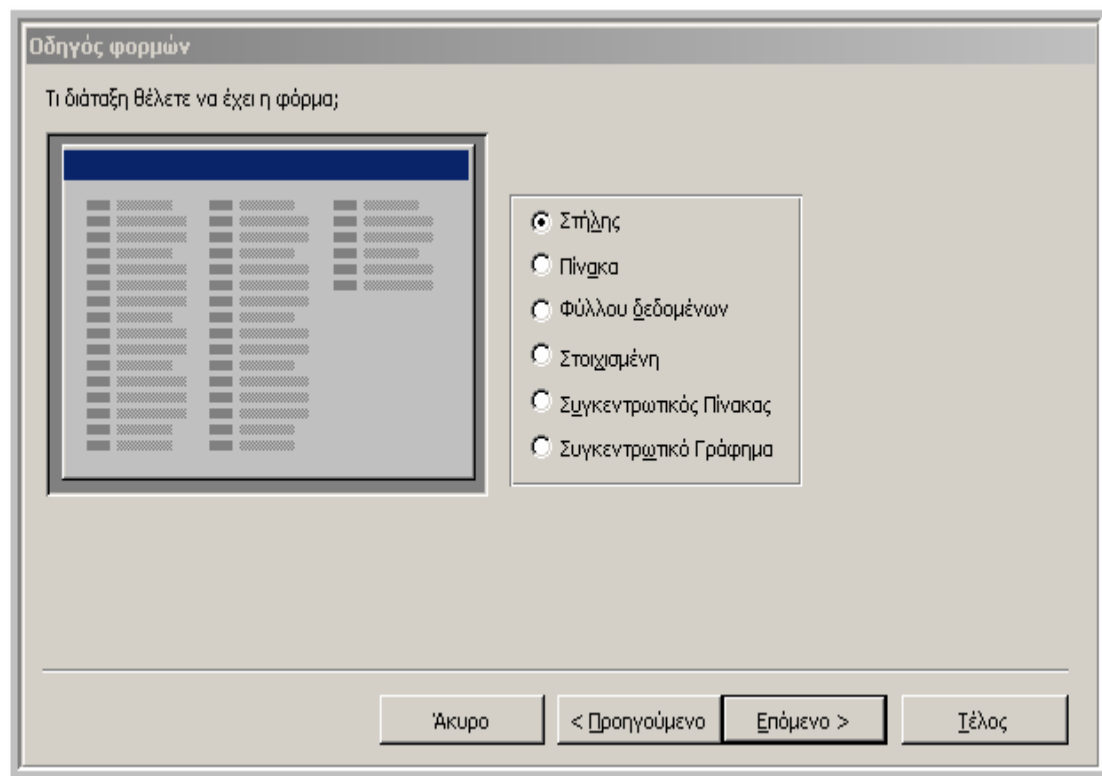 Οδηγός φορμών
Τι διάταξη θέλετε να έχει η φόρμα;
Στήλης
Πίνακα
Φύλλου δεδομένων
Στοιχισμένη
Συγκεντρωτικός Πίνακας
Συγκεντρωτικό Γράφημα
Άκυρο
< Προηγούμενο
Επόμενο >
Τέλος